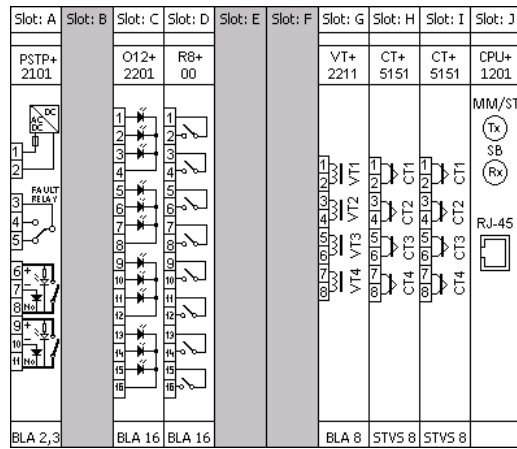 Slot: A Slot: B Slot: C Slot: D Slot: E Slot: F Slot: G Slot: H Slot: I Slot: J
PSTP+ O12+ R8+ VT+ CT+ CT+ CPU+
2101 2201 00 2211 5151 5151 1201
MM/ST
AC DC
DC
Tx
SB
Rx
RJ-45
1
2
FAULT
RELAY
3
4
5
6 +
7 -
8 No
9 +
10 -
11 No
1
2
3
4
5
6
7
8
9
10
11
12
13
14
15
16
1
2
3
4
5
6
7
8
9
10
11
12
13
14
15
16
1 VT1
2
3 VT2
4
5 VT3
6
7 VT4
8
1 CT1
2
3 CT2
4
5 CT3
6
7 CT4
8
1 CT1
2
3 CT2
4
5 CT3
6
7 CT4
8
BLA 2,3 BLA 16 BLA 16 BLA 8 STVS 8 STVS 8